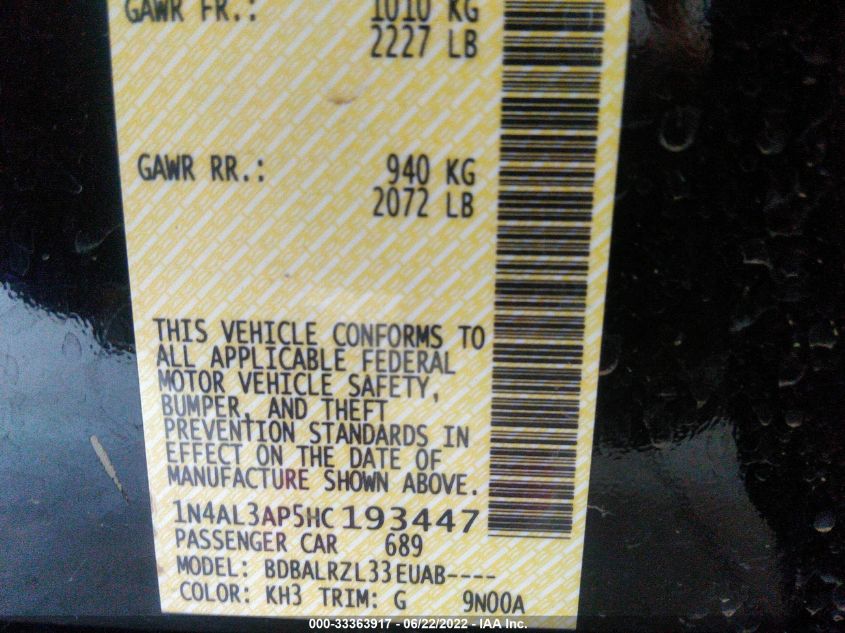 GAWR FR.: 1010 KG
2227 LB
GAWR RR.: 940 KG
2072 LB
THIS VEHICLE CONFORMS TO
ALL APPLICABLE FEDERAL
MOTOR VEHICLE SAFETY,
BUMPER, AND THEFT
PREVENTION STANDARDS IN
EFFECT ON THE DATE OF
MANUFACTURE SHOWN ABOVE.
1N4AL3AP5HC193447
PASSENGER CAR 689
MODEL: BDBALRZL33EUAB----
COLOR: KH3 TRIM: G 9N00A
000-33363917 - 06/22/2022 - IAA Inc.